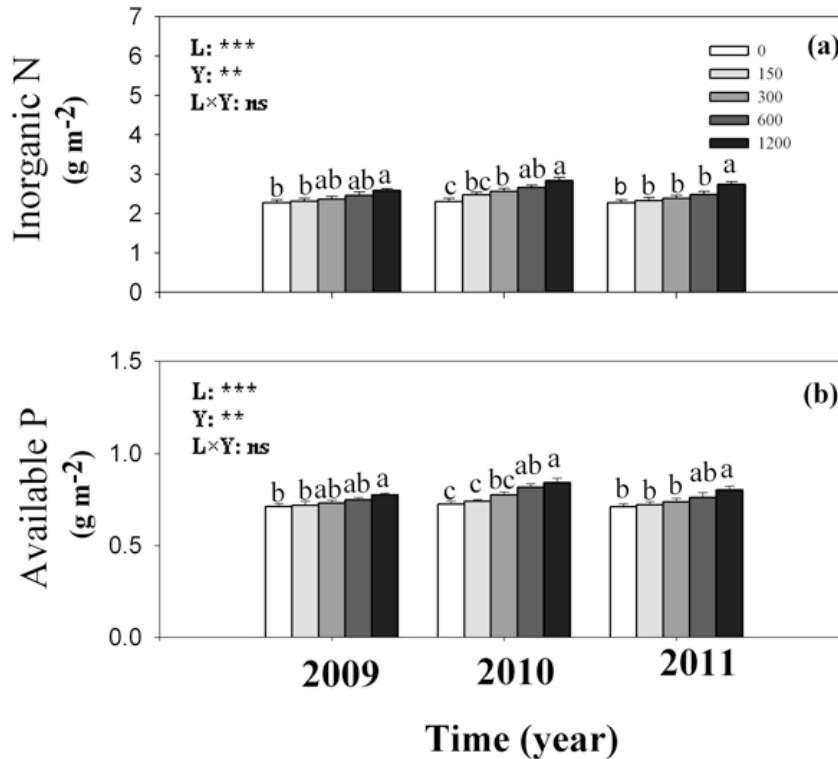 7
6
5
4
3
2
1
0
Inorganic N
(g m-2)
L: ***
Y: **
L×Y: ns
(a)
0
150
300
600
1200
b b ab ab a
c bc b ab a
b b b b a
1.5
1.0
0.5
0.0
Available P
(g m-2)
L: ***
Y: **
L×Y: ns
(b)
b b ab ab a
c c bc ab a
b b b ab a
2009 2010 2011
Time (year)